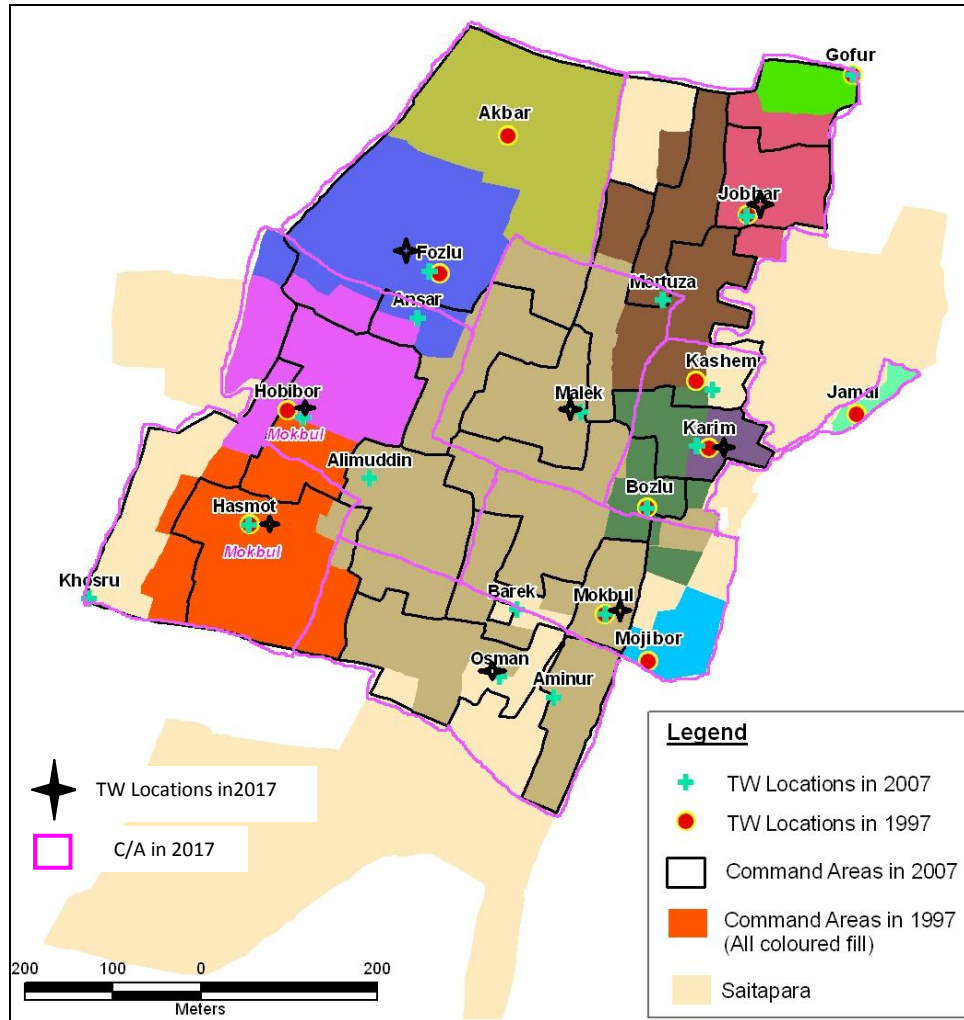 Gofur
Akbar
Jobbar
Fozlu
Ansar
Mortuza
Kashem
Jamal
Hobibor
Malek
Mokbul
Karim
Alimuddin
Bozlu
Hasmot
Mokbul
Khosru
Barek
Mokbul
Mojibor
Osman
Aminur
Legend
TW Locations in 2007
TW Locations in 1997
Command Areas in 2007
Command Areas in 1997
(All coloured fill)
Saitapara
TW Locations in2017
C/A in 2017
200 100 0 200
Meters